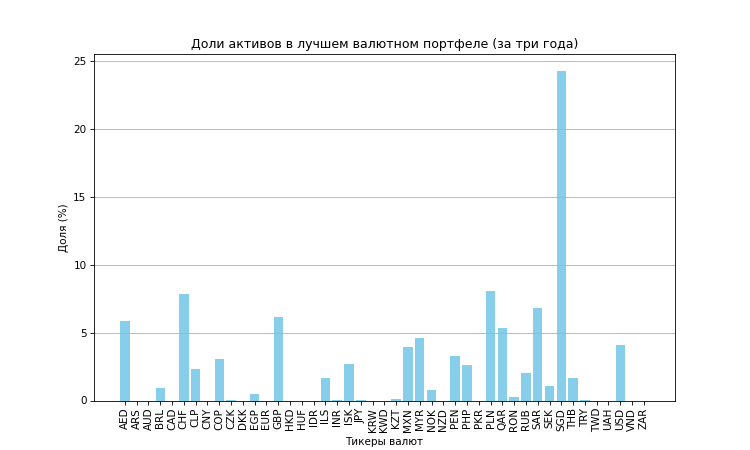 Доли активов в лучшем валютном портфеле (за три года)
Доля (%)
25
20
15
10
5
0
AED ARS AUD BRL CAD CHF CLP CNY COP CZK DKK EGP EUR GBP HKD HUF IDR ILS INR ISK JPY KRW KWD KZT MXN MYR NOK NZD PEN PHP PKR PLN QAR RON RUB SAR SEK SGD THB TRY TWD UAH USD VND ZAR
Тикеры валют